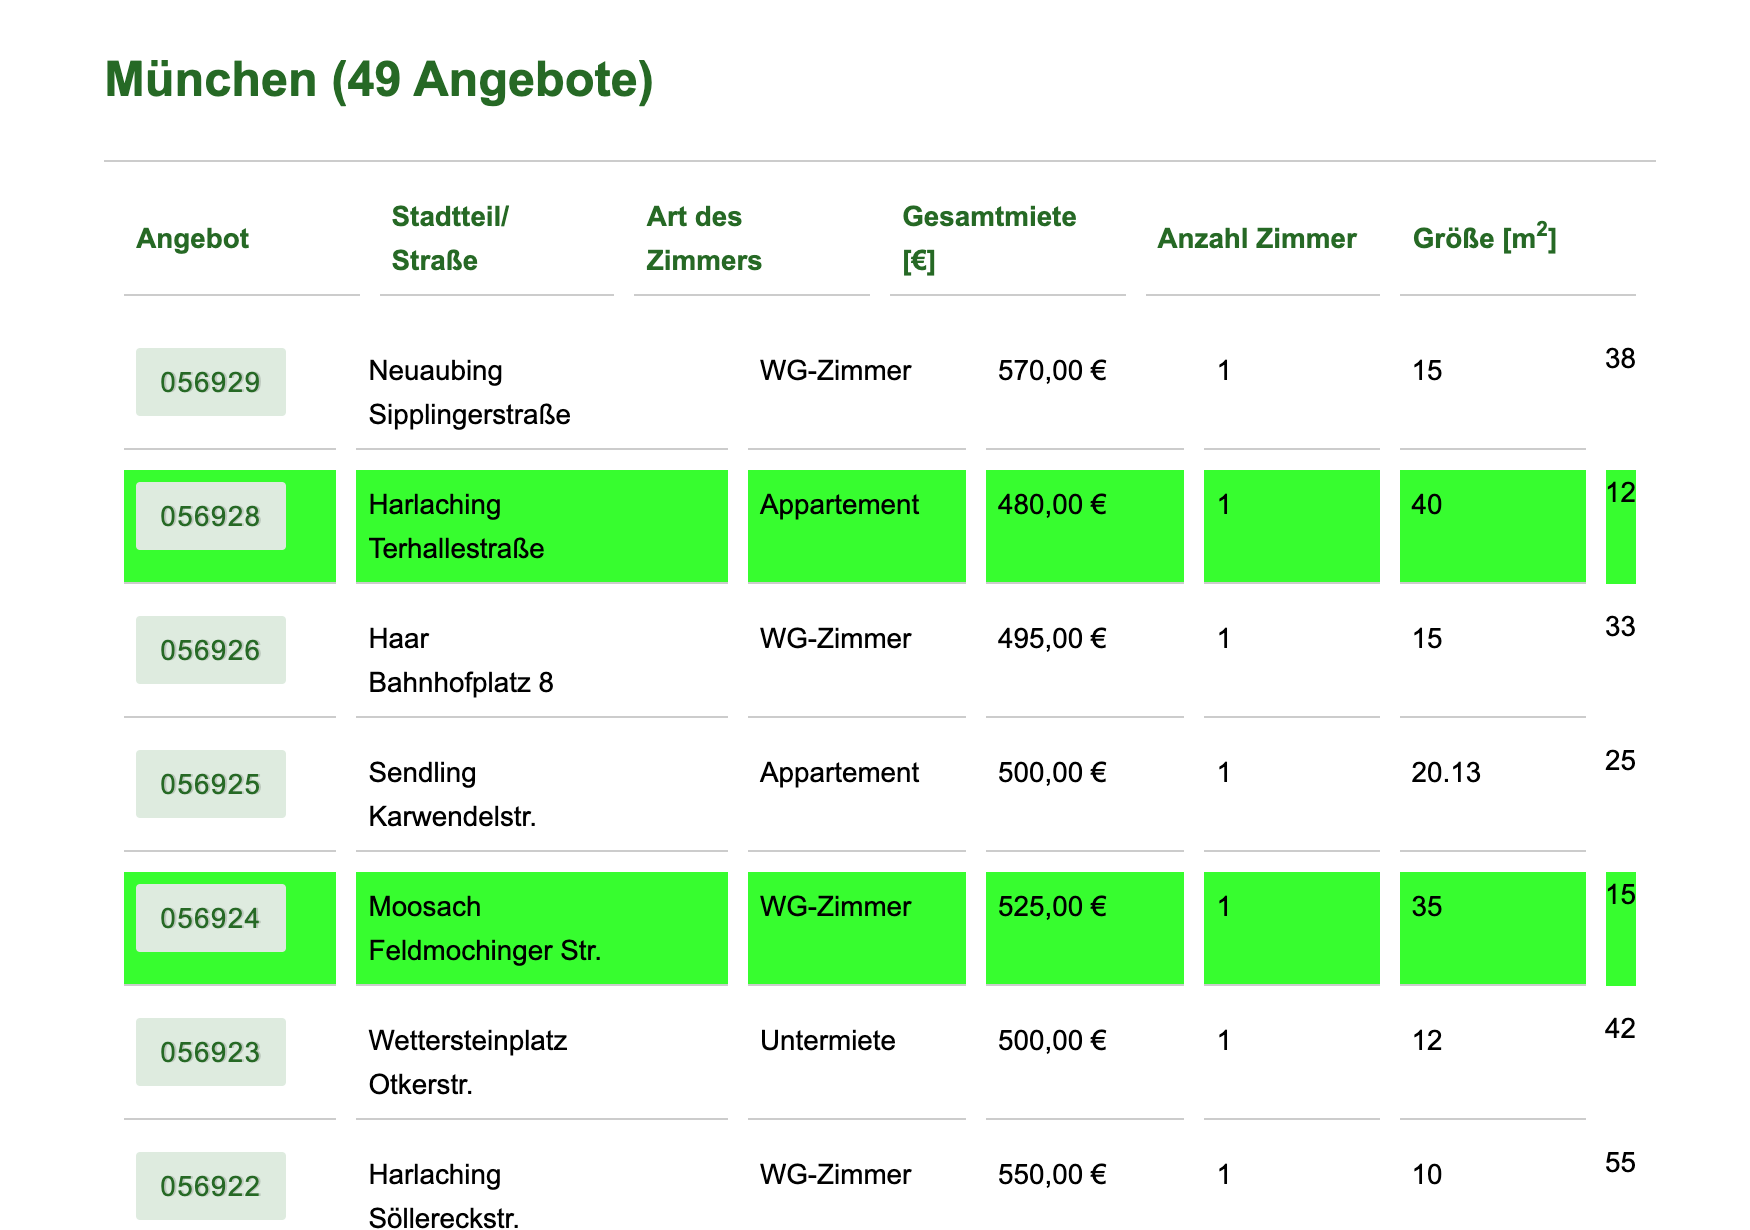 München (49 Angebote)
Angebot Stadtteil/ Straße Art des Zimmers Gesamtmiete [€] Anzahl Zimmer Größe [m²]
056929 Neuaubing WG-Zimmer 570,00 € 1 15 38
Sipplingerstraße
056928 Harlaching Appartement 480,00 € 1 40 12
Terhallestraße
056926 Haar WG-Zimmer 495,00 € 1 15 33
Bahnhofplatz 8
056925 Sendling Appartement 500,00 € 1 20.13 25
Karwendelstr.
056924 Moosach WG-Zimmer 525,00 € 1 35 15
Feldmochinger Str.
056923 Wettersteinplatz Untermiete 500,00 € 1 12 42
Otkerstr.
056922 Harlaching WG-Zimmer 550,00 € 1 10 55
Söllereckstr.